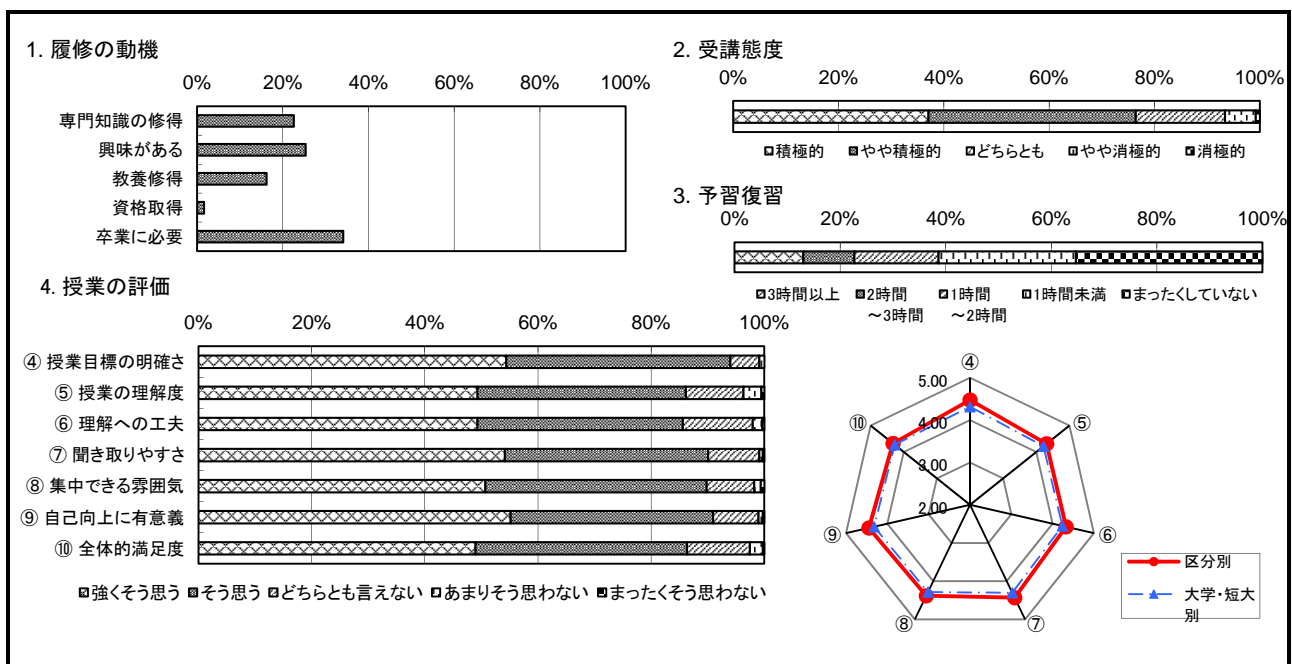 1. 履修の動機
0% 20% 40% 60% 80% 100%
専門知識の修得
興味がある
教養修得
資格取得
卒業に必要
2. 受講態度
0% 20% 40% 60% 80% 100%
積極的 やや積極的 どちらとも やや消極的 消極的
3. 予習復習
0% 20% 40% 60% 80% 100%
3時間以上 2時間 1時間 1時間未満 まったくしていない
～3時間 ～2時間
4. 授業の評価
0% 20% 40% 60% 80% 100%
④ 授業目標の明確さ
⑤ 授業の理解度
⑥ 理解への工夫
⑦ 聞き取りやすさ
⑧ 集中できる雰囲気
⑨ 自己向上に有意義
⑩ 全体的満足度
強くそう思う そう思う どちらとも言えない あまりそう思わない まったくそう思わない
④
5.00
⑩ 4.00 ⑤
3.00
2.00
⑨ ⑥
⑧ ⑦
区分別
大学・短大
別